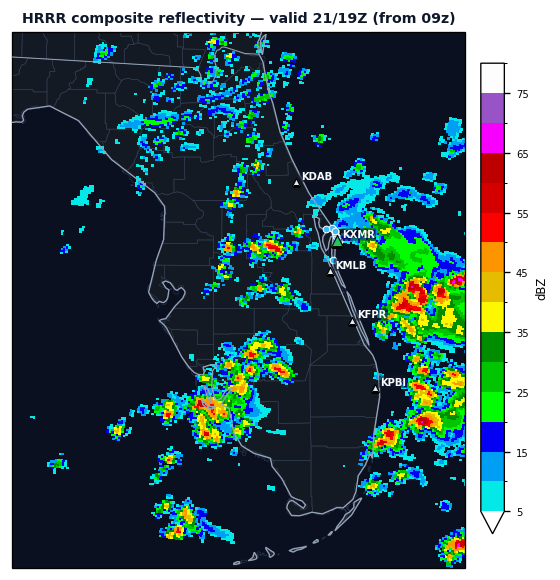 HRRR composite reflectivity — valid 21/19Z (from 09z)
KDAB
KXMR
KMLB
KFPR
KPBI
75
65
55
45
35
25
15
5
dBZ